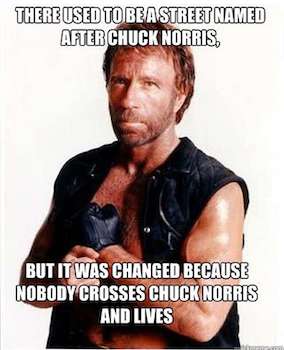 THERE USED TO BE A STREET NAMED
AFTER CHUCK NORRIS,
BUT IT WAS CHANGED BECAUSE
NOBODY CROSSES CHUCK NORRIS
AND LIVES